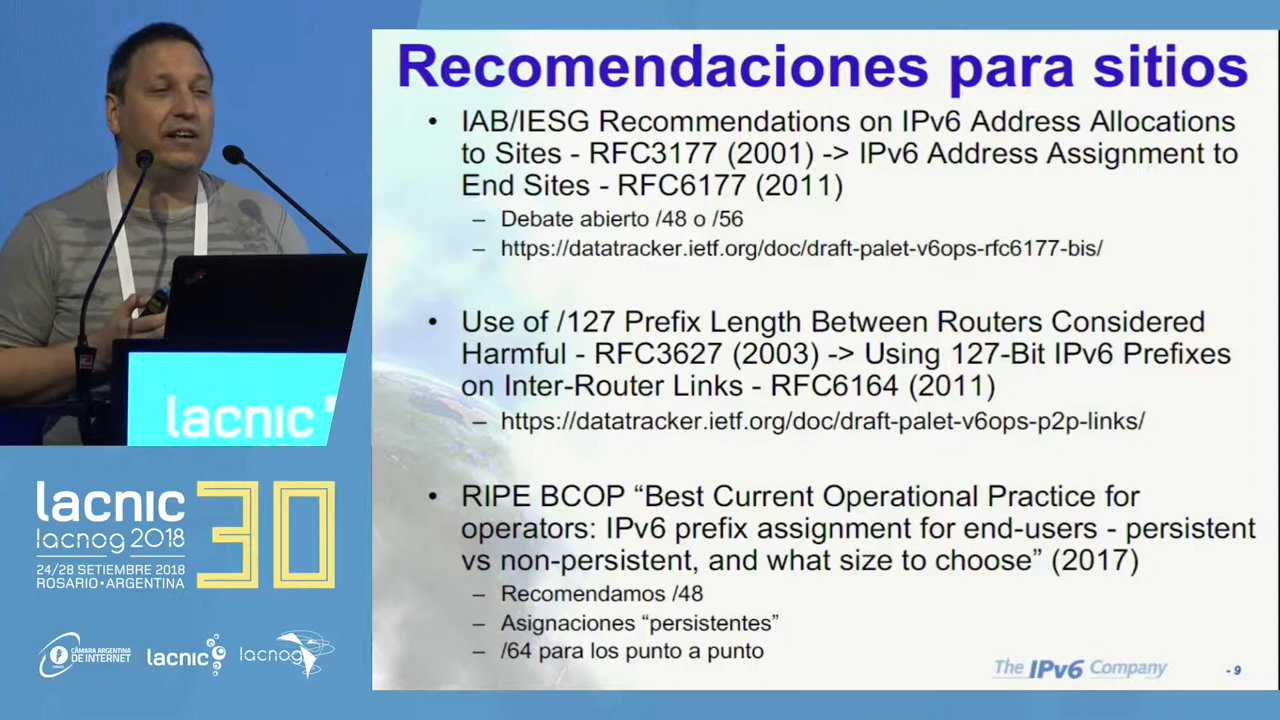 Recomendaciones para sitios
• IAB/IESG Recommendations on IPv6 Address Allocations
to Sites - RFC3177 (2001) -> IPv6 Address Assignment to
End Sites - RFC6177 (2011)
– Debate abierto /48 o /56
– https://datatracker.ietf.org/doc/draft-palet-v6ops-rfc6177-bis/
• Use of /127 Prefix Length Between Routers Considered
Harmful - RFC3627 (2003) -> Using 127-Bit IPv6 Prefixes
on Inter-Router Links - RFC6164 (2011)
– https://datatracker.ietf.org/doc/draft-palet-v6ops-p2p-links/
• RIPE BCOP “Best Current Operational Practice for
operators: IPv6 prefix assignment for end-users - persistent
vs non-persistent, and what size to choose” (2017)
– Recomendamos /48
– Asignaciones “persistentes”
– /64 para los punto a punto
The IPv6 Company
- 9
lacnic
lacnic 30
lacnog 2018
24/28 SETIEMBRE 2018
ROSARIO • ARGENTINA
CÁMARA ARGENTINA
DE INTERNET
lacnic
lacnog